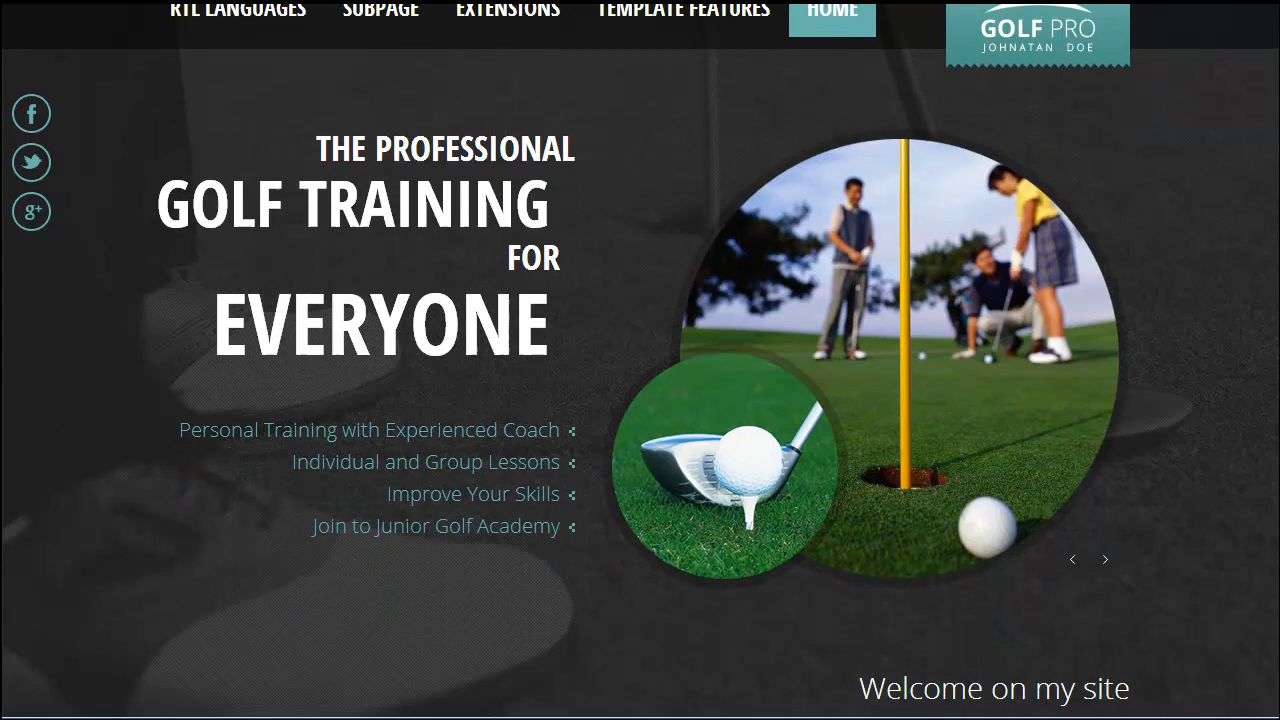 RTL LANGUAGES SUBPAGE EXTENSIONS TEMPLATE FEATURES HOME
GOLF PRO
JOHNATAN DOE
THE PROFESSIONAL
GOLF TRAINING
FOR
EVERYONE
Personal Training with Experienced Coach
Individual and Group Lessons
Improve Your Skills
Join to Junior Golf Academy
Welcome on my site